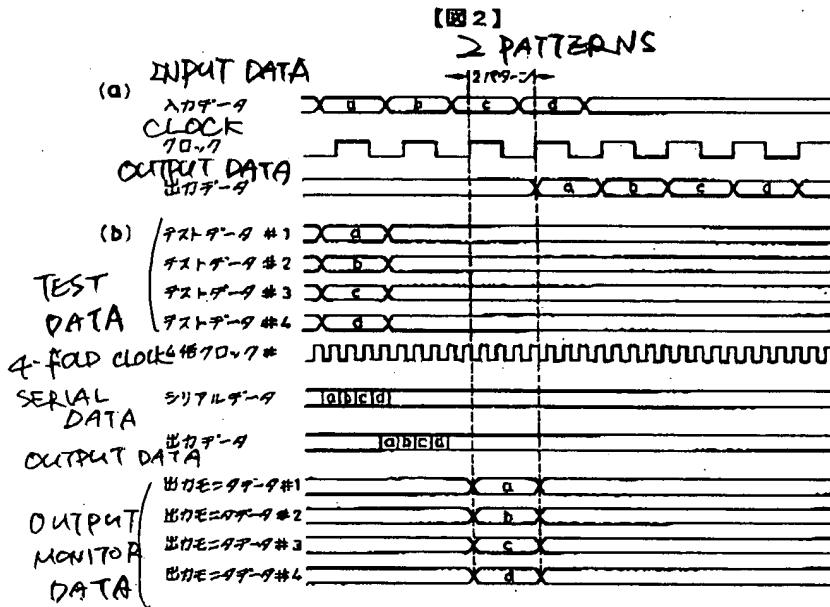 【図2】
2 PATTERNS
2パターン
INPUT DATA
(a)
入力データ
a b c d
CLOCK
クロック
OUTPUT DATA
出力データ
a b c d
(b)
テストデータ #1
d
テストデータ #2
b
テストデータ #3
c
テストデータ #4
d
TEST
DATA
4-fold clock
4倍クロック#
SERIAL
DATA
シリアルデータ
a b c d
出力データ
OUTPUT DATA
a b c d
出力モニタデータ#1
a
出力モニタデータ#2
b
出力モニタデータ#3
c
出力モニタデータ#4
d
OUTPUT
MONITOR
DATA